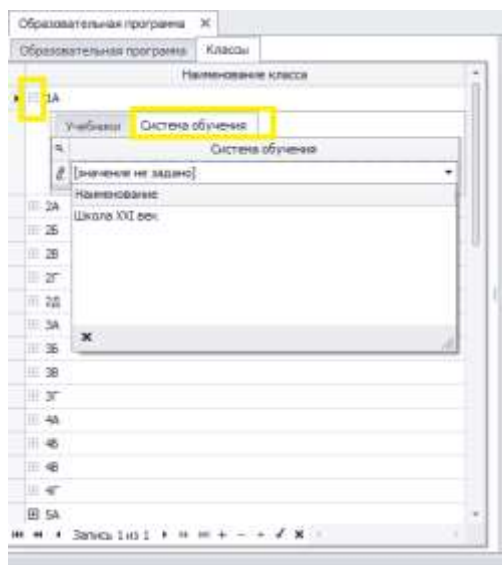 Образовательная программа
Образовательная программа Классы
Наименование класса
1А
Учебники Система обучения
Система обучения
[значение не задано]
Наименование
Школа XXI век
2А
2Б
2В
2Г
2Д
3А
3Б
3В
3Г
4А
4Б
4В
4Г
5А
Запись 1 из 1